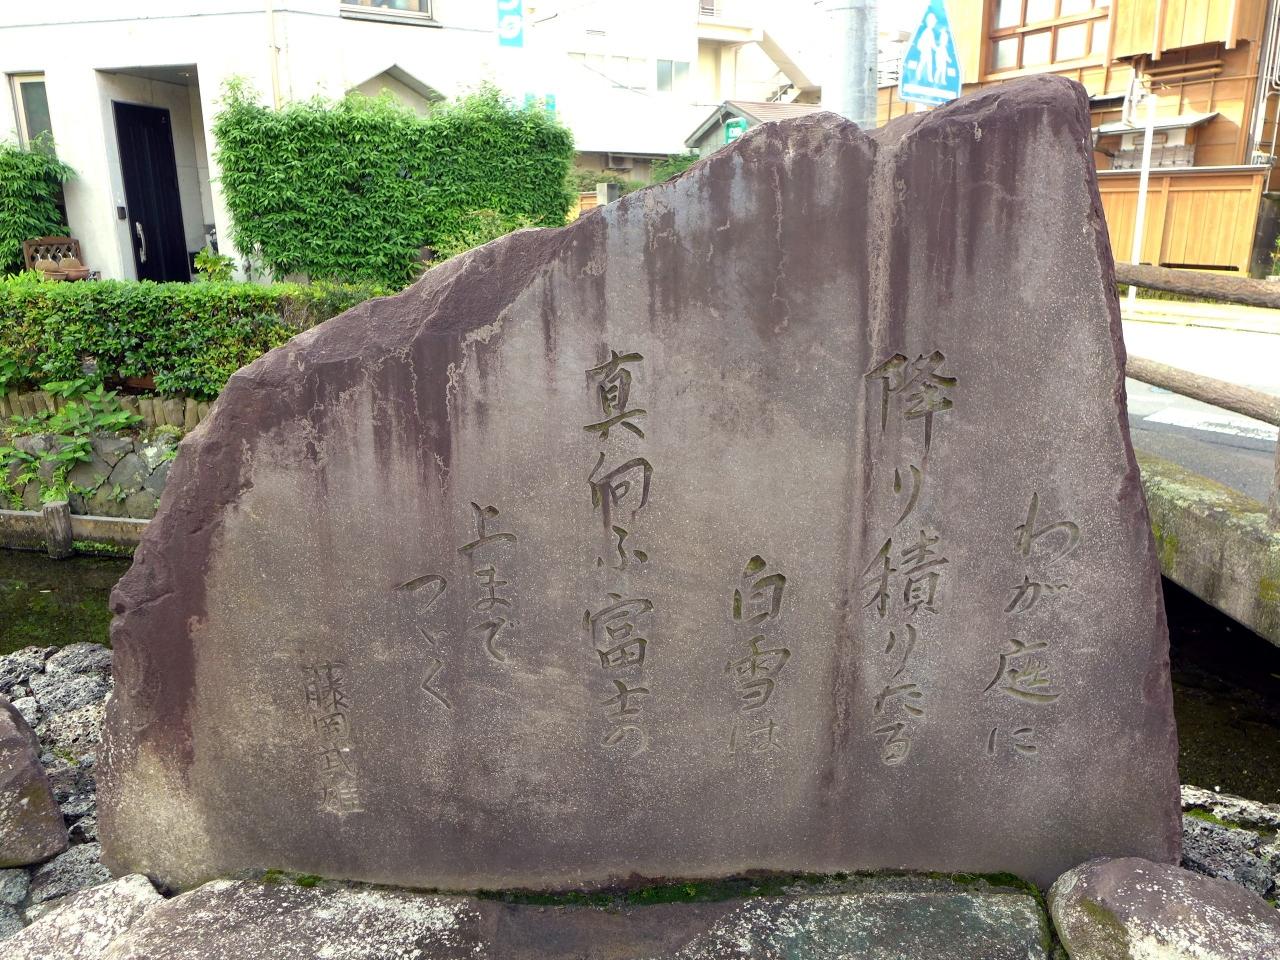 わが庭に
降り積りたる
白雪は
真向ふ富士の
上まで
つゞく
藤岡武雄